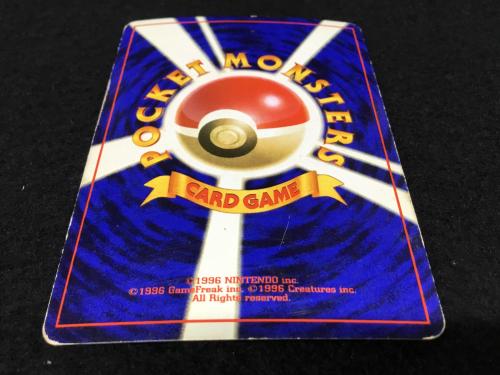 POCKET MONSTERS
CARD GAME
©1996 NINTENDO inc.
©1996 GameFreak inc. ©1996 Creatures inc.
All Rights reserved.